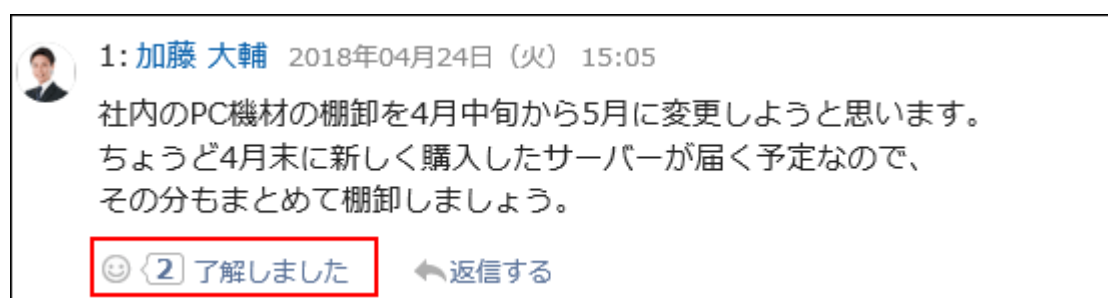 1: 加藤 大輔 2018年04月24日（火） 15:05
社内のPC機材の棚卸を4月中旬から5月に変更しようと思います。
ちょうど4月末に新しく購入したサーバーが届く予定なので、
その分もまとめて棚卸しましょう。
2 了解しました 返信する